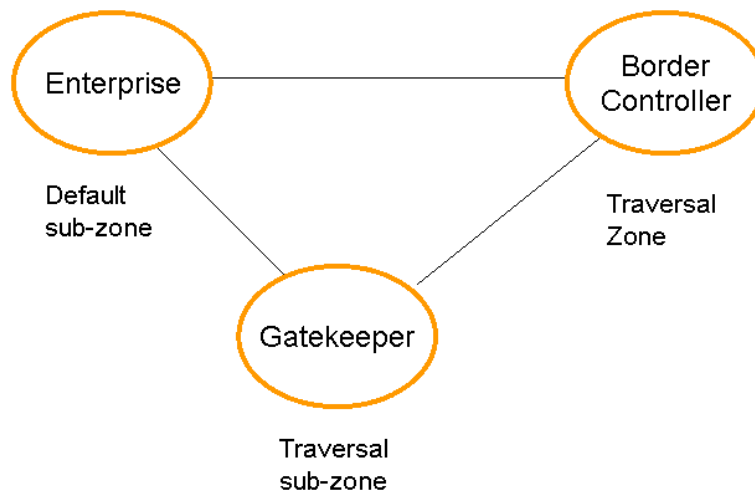 Enterprise
Border
Controller
Default
sub-zone
Traversal
Zone
Gatekeeper
Traversal
sub-zone